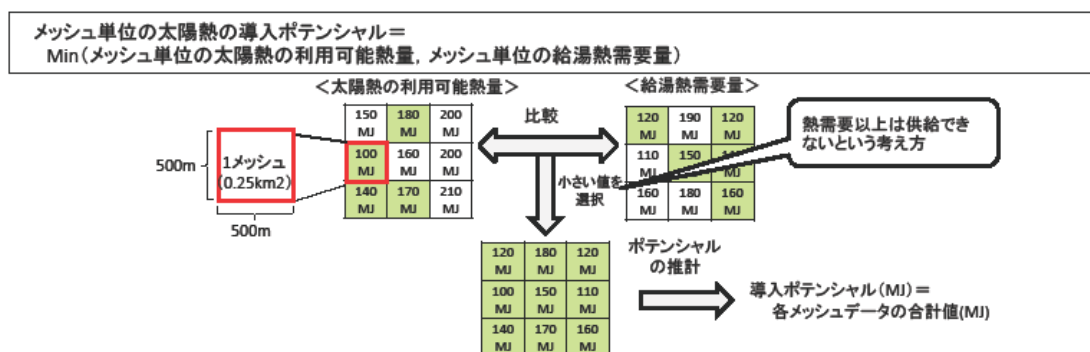 メッシュ単位の太陽熱の導入ポテンシャル＝
Min（メッシュ単位の太陽熱の利用可能熱量，メッシュ単位の給湯熱需要量）
＜太陽熱の利用可能熱量＞
150 MJ 180 MJ 200 MJ
100 MJ 160 MJ 200 MJ
140 MJ 170 MJ 210 MJ
500m
1メッシュ
（0.25km2）
500m
比較
小さい値を
選択
＜給湯熱需要量＞
120 MJ 190 MJ 120 MJ
110 MJ 150
160 MJ 180 MJ 160 MJ
熱需要以上は供給でき
ないという考え方
120 MJ 180 MJ 120 MJ
100 MJ 150 MJ 110 MJ
140 MJ 170 MJ 160 MJ
ポテンシャル
の推計
導入ポテンシャル（MJ）＝
各メッシュデータの合計値(MJ)